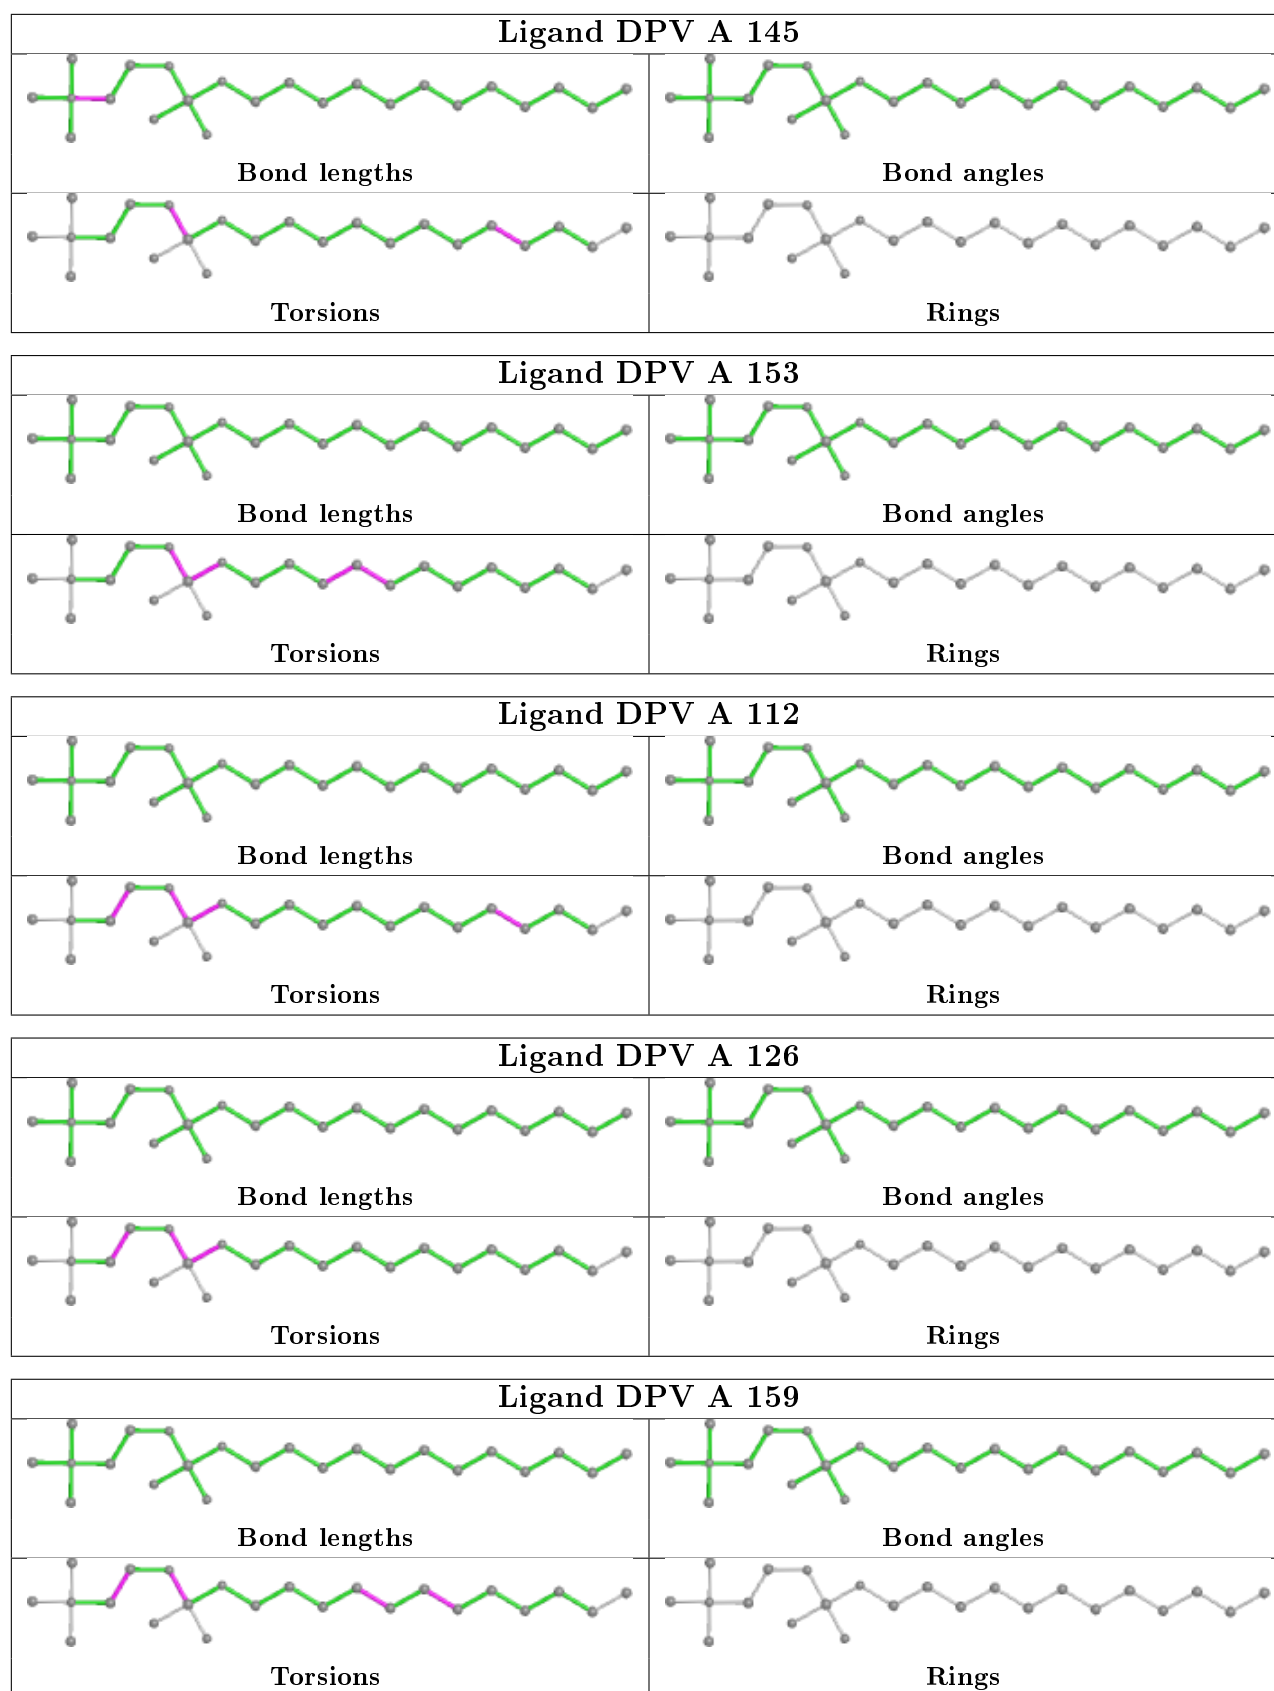 Ligand DPV A 145
Bond lengths
Bond angles
Torsions
Rings
Ligand DPV A 153
Bond lengths
Bond angles
Torsions
Rings
Ligand DPV A 112
Bond lengths
Bond angles
Torsions
Rings
Ligand DPV A 126
Bond lengths
Bond angles
Torsions
Rings
Ligand DPV A 159
Bond lengths
Bond angles
Torsions
Rings